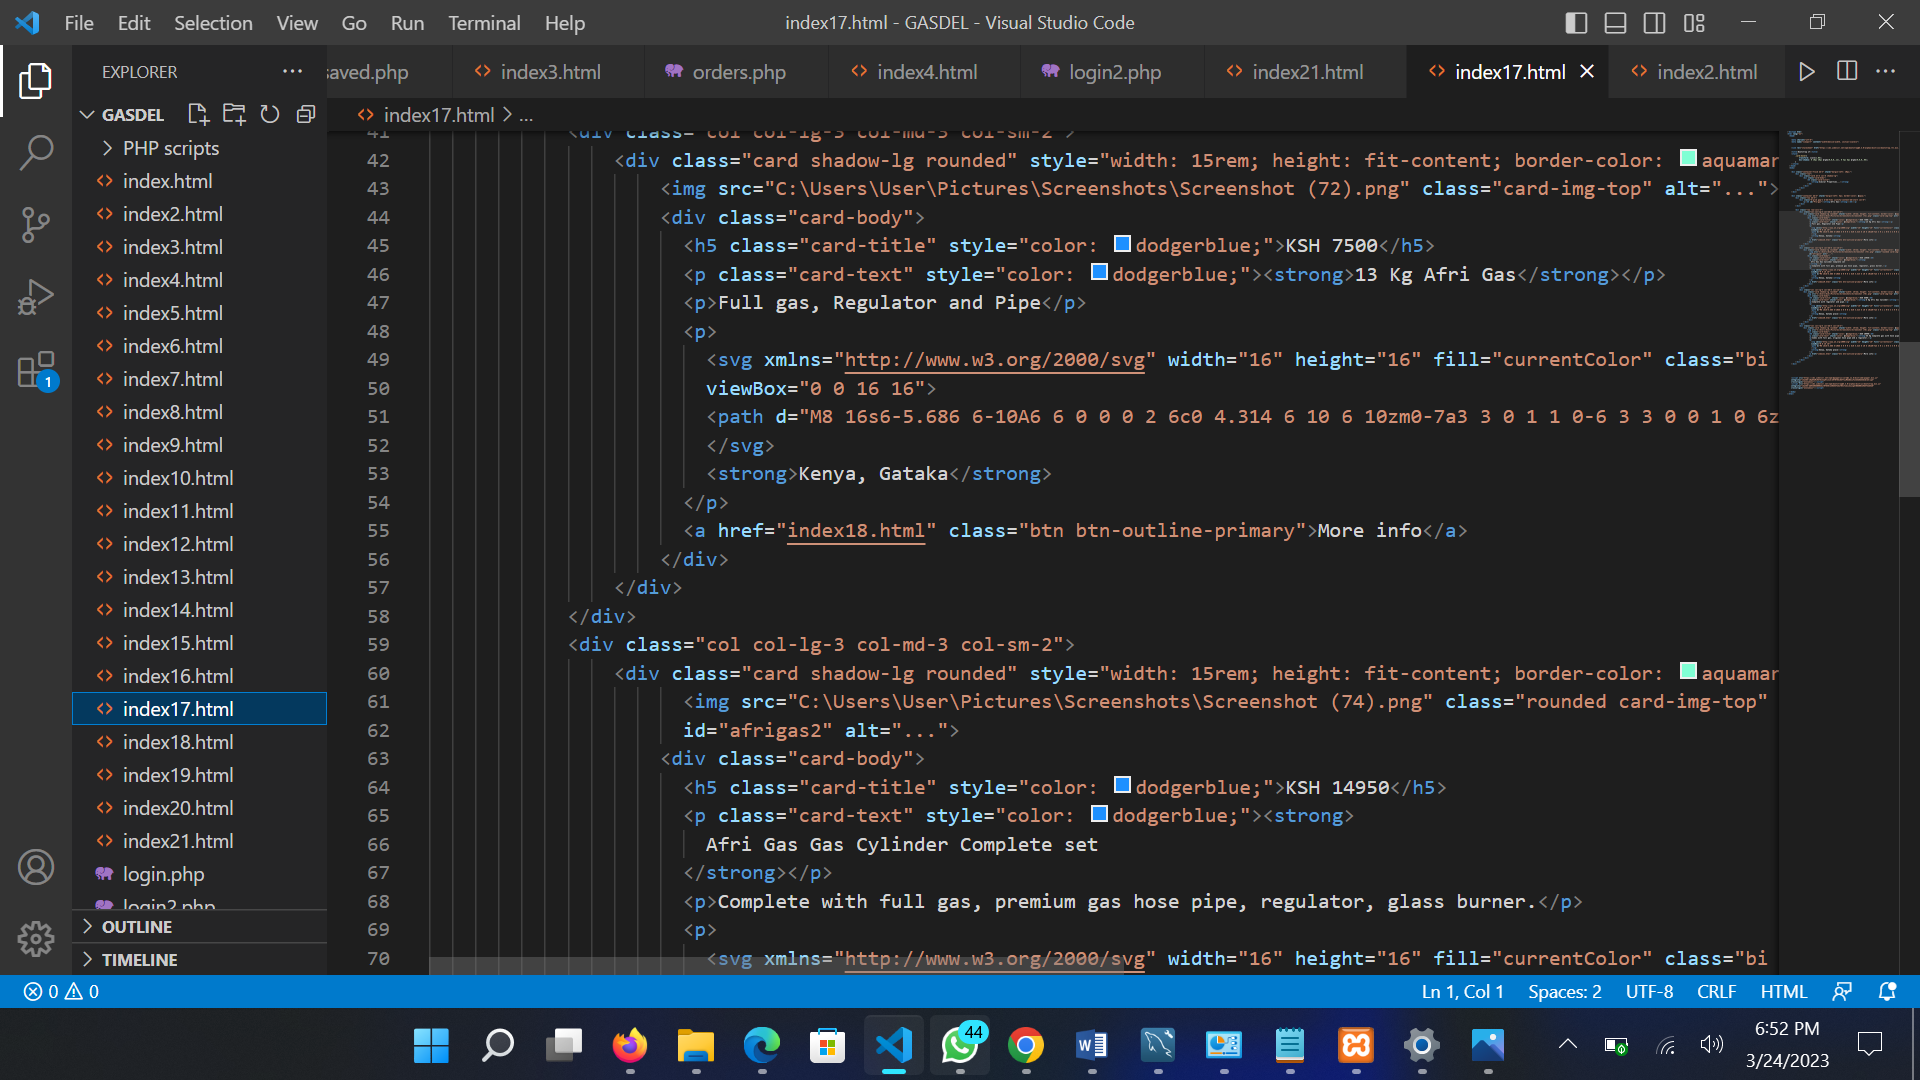 File Edit Selection View Go Run Terminal Help
index17.html - GASDEL - Visual Studio Code
EXPLORER
saved.php index3.html orders.php index4.html login2.php index21.html index17.html index2.html
GASDEL
index17.html > ...
PHP scripts
index.html
index2.html
index3.html
index4.html
index5.html
index6.html
index7.html
index8.html
index9.html
index10.html
index11.html
index12.html
index13.html
index14.html
index15.html
index16.html
index17.html
index18.html
index19.html
index20.html
index21.html
login.php
login2.php
OUTLINE
TIMELINE
1
41 <div class="col col-lg-3 col-md-3 col-sm-2">
42 <div class="card shadow-lg rounded" style="width: 15rem; height: fit-content; border-color: aquamar
43 <img src="C:\Users\User\Pictures\Screenshots\Screenshot (72).png" class="card-img-top" alt="...">
44 <div class="card-body">
45 <h5 class="card-title" style="color: dodgerblue;">KSH 7500</h5>
46 <p class="card-text" style="color: dodgerblue;"><strong>13 Kg Afri Gas</strong></p>
47 <p>Full gas, Regulator and Pipe</p>
48 <p>
49 <svg xmlns="http://www.w3.org/2000/svg" width="16" height="16" fill="currentColor" class="bi
50 viewBox="0 0 16 16">
51 <path d="M8 16s6-5.686 6-10A6 6 0 0 0 2 6c0 4.314 6 10 6 10zm0-7a3 3 0 1 1 0-6 3 3 0 0 1 0 6z
52 </svg>
53 <strong>Kenya, Gataka</strong>
54 </p>
55 <a href="index18.html" class="btn btn-outline-primary">More info</a>
56 </div>
57 </div>
58 </div>
59 <div class="col col-lg-3 col-md-3 col-sm-2">
60 <div class="card shadow-lg rounded" style="width: 15rem; height: fit-content; border-color: aquamar
61 <img src="C:\Users\User\Pictures\Screenshots\Screenshot (74).png" class="rounded card-img-top"
62 id="afrigas2" alt="...">
63 <div class="card-body">
64 <h5 class="card-title" style="color: dodgerblue;">KSH 14950</h5>
65 <p class="card-text" style="color: dodgerblue;"><strong>
66 Afri Gas Gas Cylinder Complete set
67 </strong></p>
68 <p>Complete with full gas, premium gas hose pipe, regulator, glass burner.</p>
69 <p>
70 <svg xmlns="http://www.w3.org/2000/svg" width="16" height="16" fill="currentColor" class="bi
0 0
Ln 1, Col 1 Spaces: 2 UTF-8 CRLF HTML
44
6:52 PM
3/24/2023